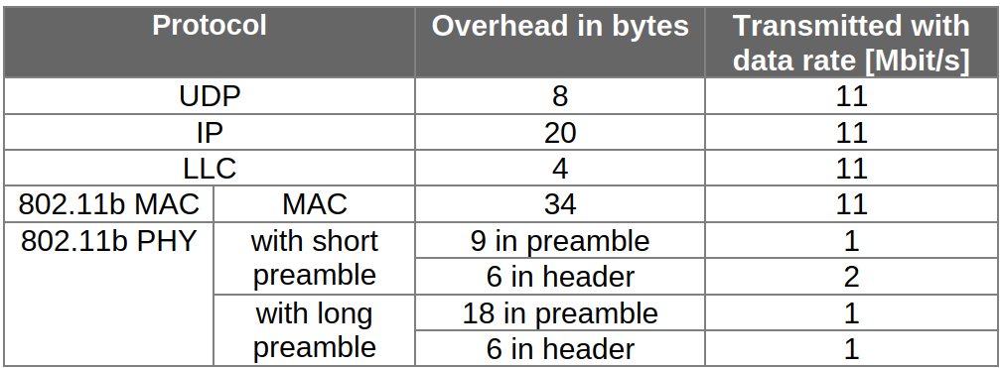 Protocol Overhead in bytes Transmitted with
data rate [Mbit/s]
UDP 8 11
IP 20 11
LLC 4 11
802.11b MAC MAC 34 11
802.11b PHY with short preamble 9 in preamble 1
6 in header 2
with long preamble 18 in preamble 1
6 in header 1